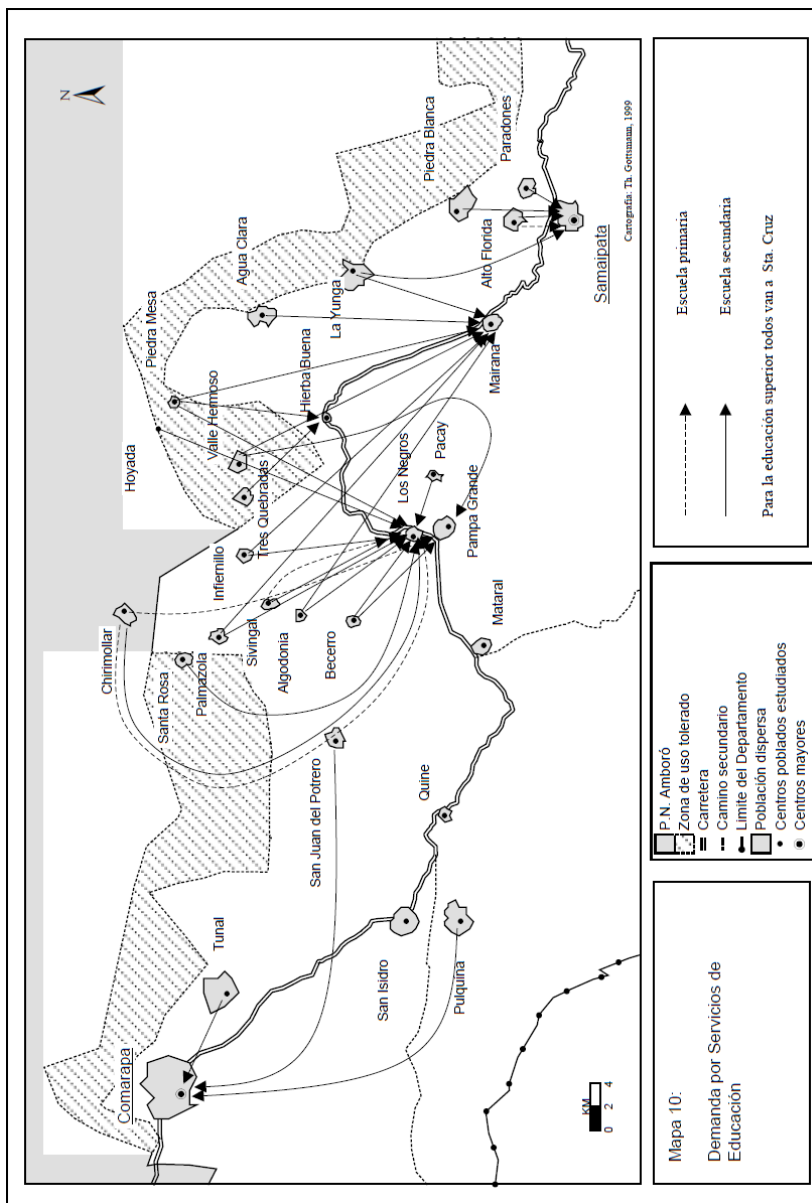 N
Chirimollar
Hoyada
Piedra Mesa
Agua Clara
Piedra Blanca
Paradones
Santa Rosa
Palmazola
Infiernillo
Valle Hermoso
Tres Quebradas
Hierba Buena
La Yunga
Alto Florida
Sivingal
Algodonia
Becerro
Los Negros
Pacay
Pampa Grande
Mairana
Samaipata
Comarapa
Tunal
San Juan del Potrero
San Isidro
Pulquina
Quine
Mataral
KM
0 2 4
Cartografía: Th. Gottsmann, 1999
Mapa 10:
Demanda por Servicios de
Educación
P.N. Amboró
Zona de uso tolerado
Carretera
Camino secundario
Limite del Departamento
Población dispersa
Centros poblados estudiados
Centros mayores
Escuela primaria
Escuela secundaria
Para la educación superior todos van a Sta. Cruz